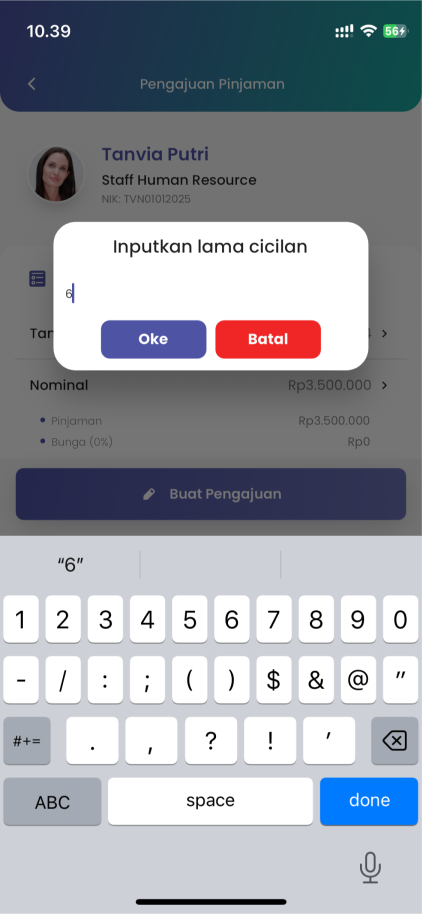 10.39
56
Pengajuan Pinjaman
Tanvia Putri
Staff Human Resource
NIK: TVN01012025
Inputkan lama cicilan
6
Oke Batal
Nominal Rp3.500.000
Pinjaman Rp3.500.000
Bunga (0%) Rp0
Buat Pengajuan
“6”
1 2 3 4 5 6 7 8 9 0
- / : ; ( ) $ & @ "
#+= . , ? ! ’
ABC space done